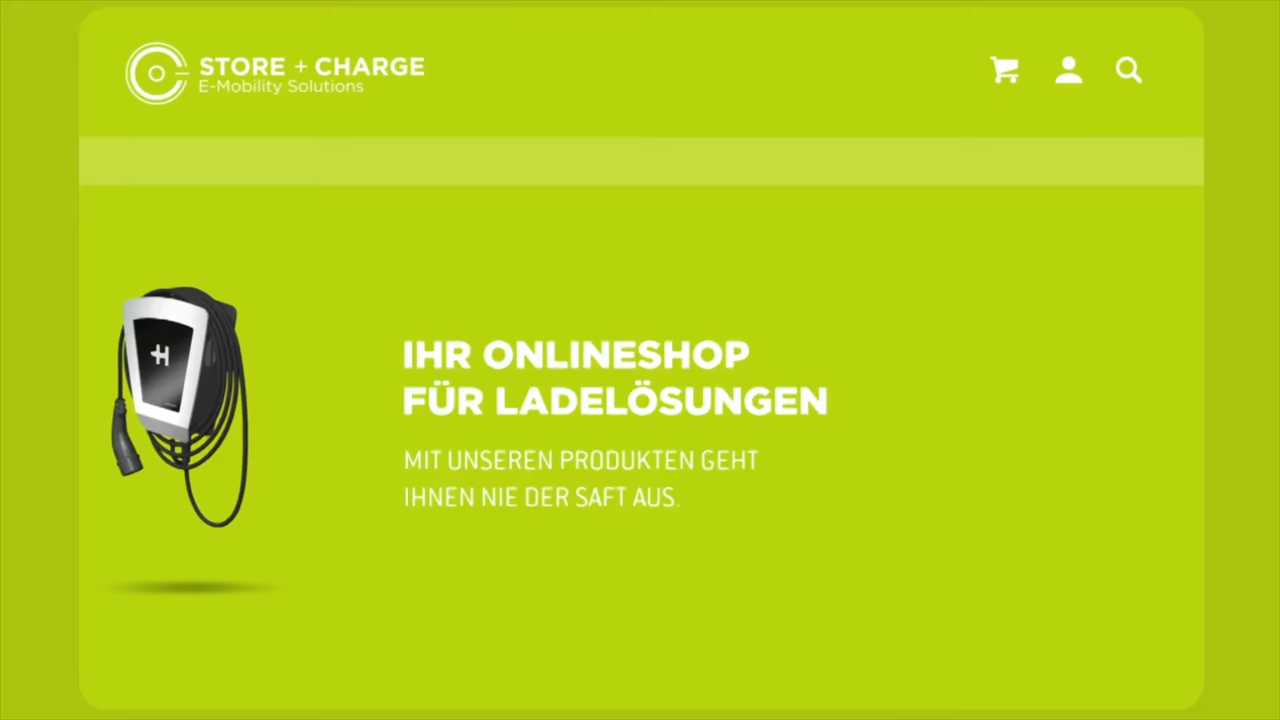 STORE + CHARGE
E-Mobility Solutions
IHR ONLINESHOP
FÜR LADELÖSUNGEN
MIT UNSEREN PRODUKTEN GEHT
IHNEN NIE DER SAFT AUS.